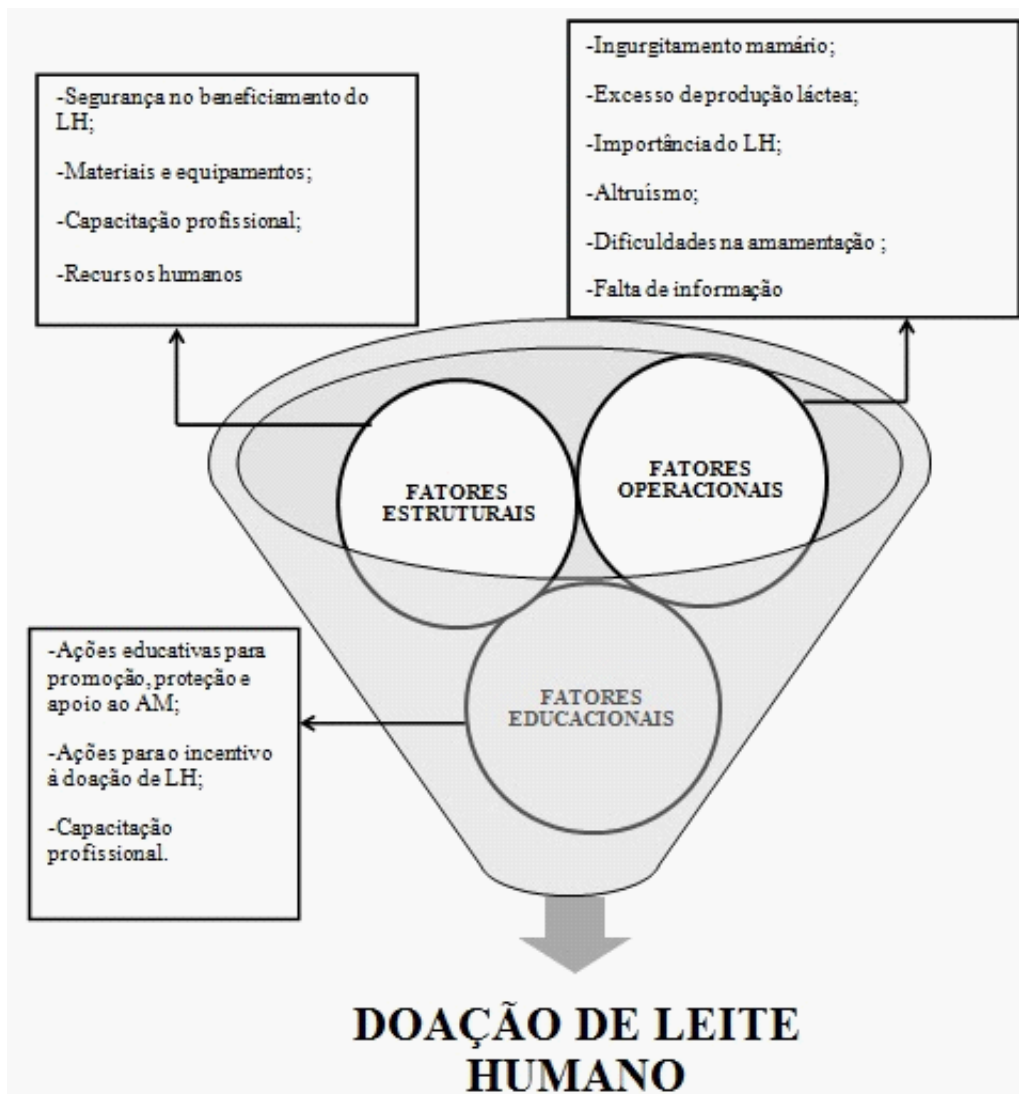 -Segurança no beneficiamento do
LH;
-Materiais e equipamentos;
-Capacitação profissional;
-Recursos humanos
-Ingurgitamento mamário;
-Excesso de produção láctea;
-Importância do LH;
-Altruísmo;
-Dificuldades na amamentação ;
-Falta de informação
FATORES
ESTRUTURAIS
FATORES
OPERACIONAIS
-Ações educativas para
promoção, proteção e
apoio ao AM;
-Ações para o incentivo
à doação de LH;
-Capacitação
profissional.
FATORES
EDUCACIONAIS
DOAÇÃO DE LEITE
HUMANO